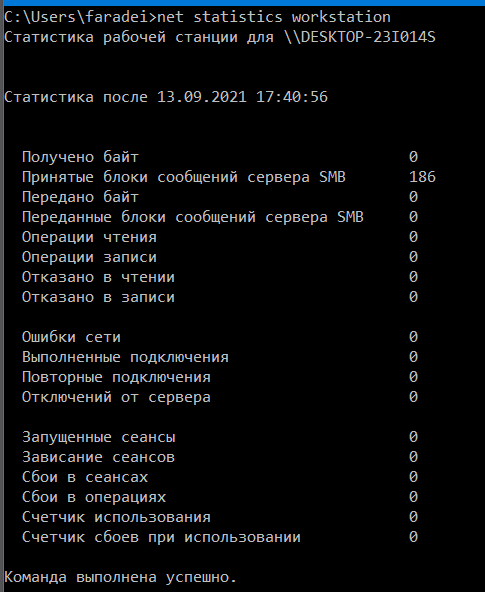 C:\Users\faradei>net statistics workstation
Статистика рабочей станции для \\DESKTOP-23I014S
Статистика после 13.09.2021 17:40:56
Получено байт 0
Принятые блоки сообщений сервера SMB 186
Передано байт 0
Переданные блоки сообщений сервера SMB 0
Операции чтения 0
Операции записи 0
Отказано в чтении 0
Отказано в записи 0
Ошибки сети 0
Выполненные подключения 0
Повторные подключения 0
Отключений от сервера 0
Запущенные сеансы 0
Зависание сеансов 0
Сбои в сеансах 0
Сбои в операциях 0
Счетчик использования 0
Счетчик сбоев при использовании 0
Команда выполнена успешно.